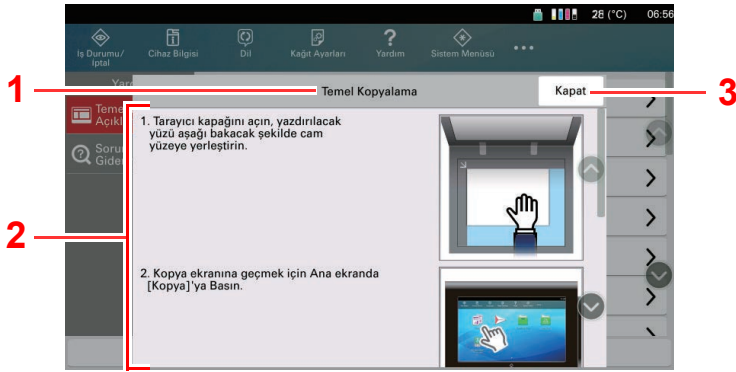 28 (°C) 06:56
İş Durumu/
İptal
Cihaz Bilgisi
Dil
Kağıt Ayarları
Yardım
Sistem Menüsü
1
Temel Kopyalama
Kapat
3
1. Tarayıcı kapağını açın, yazdırılacak
yüzü aşağı bakacak şekilde cam
yüzeye yerleştirin.
2
2. Kopya ekranına geçmek için Ana ekranda
[Kopya]'ya Basın.